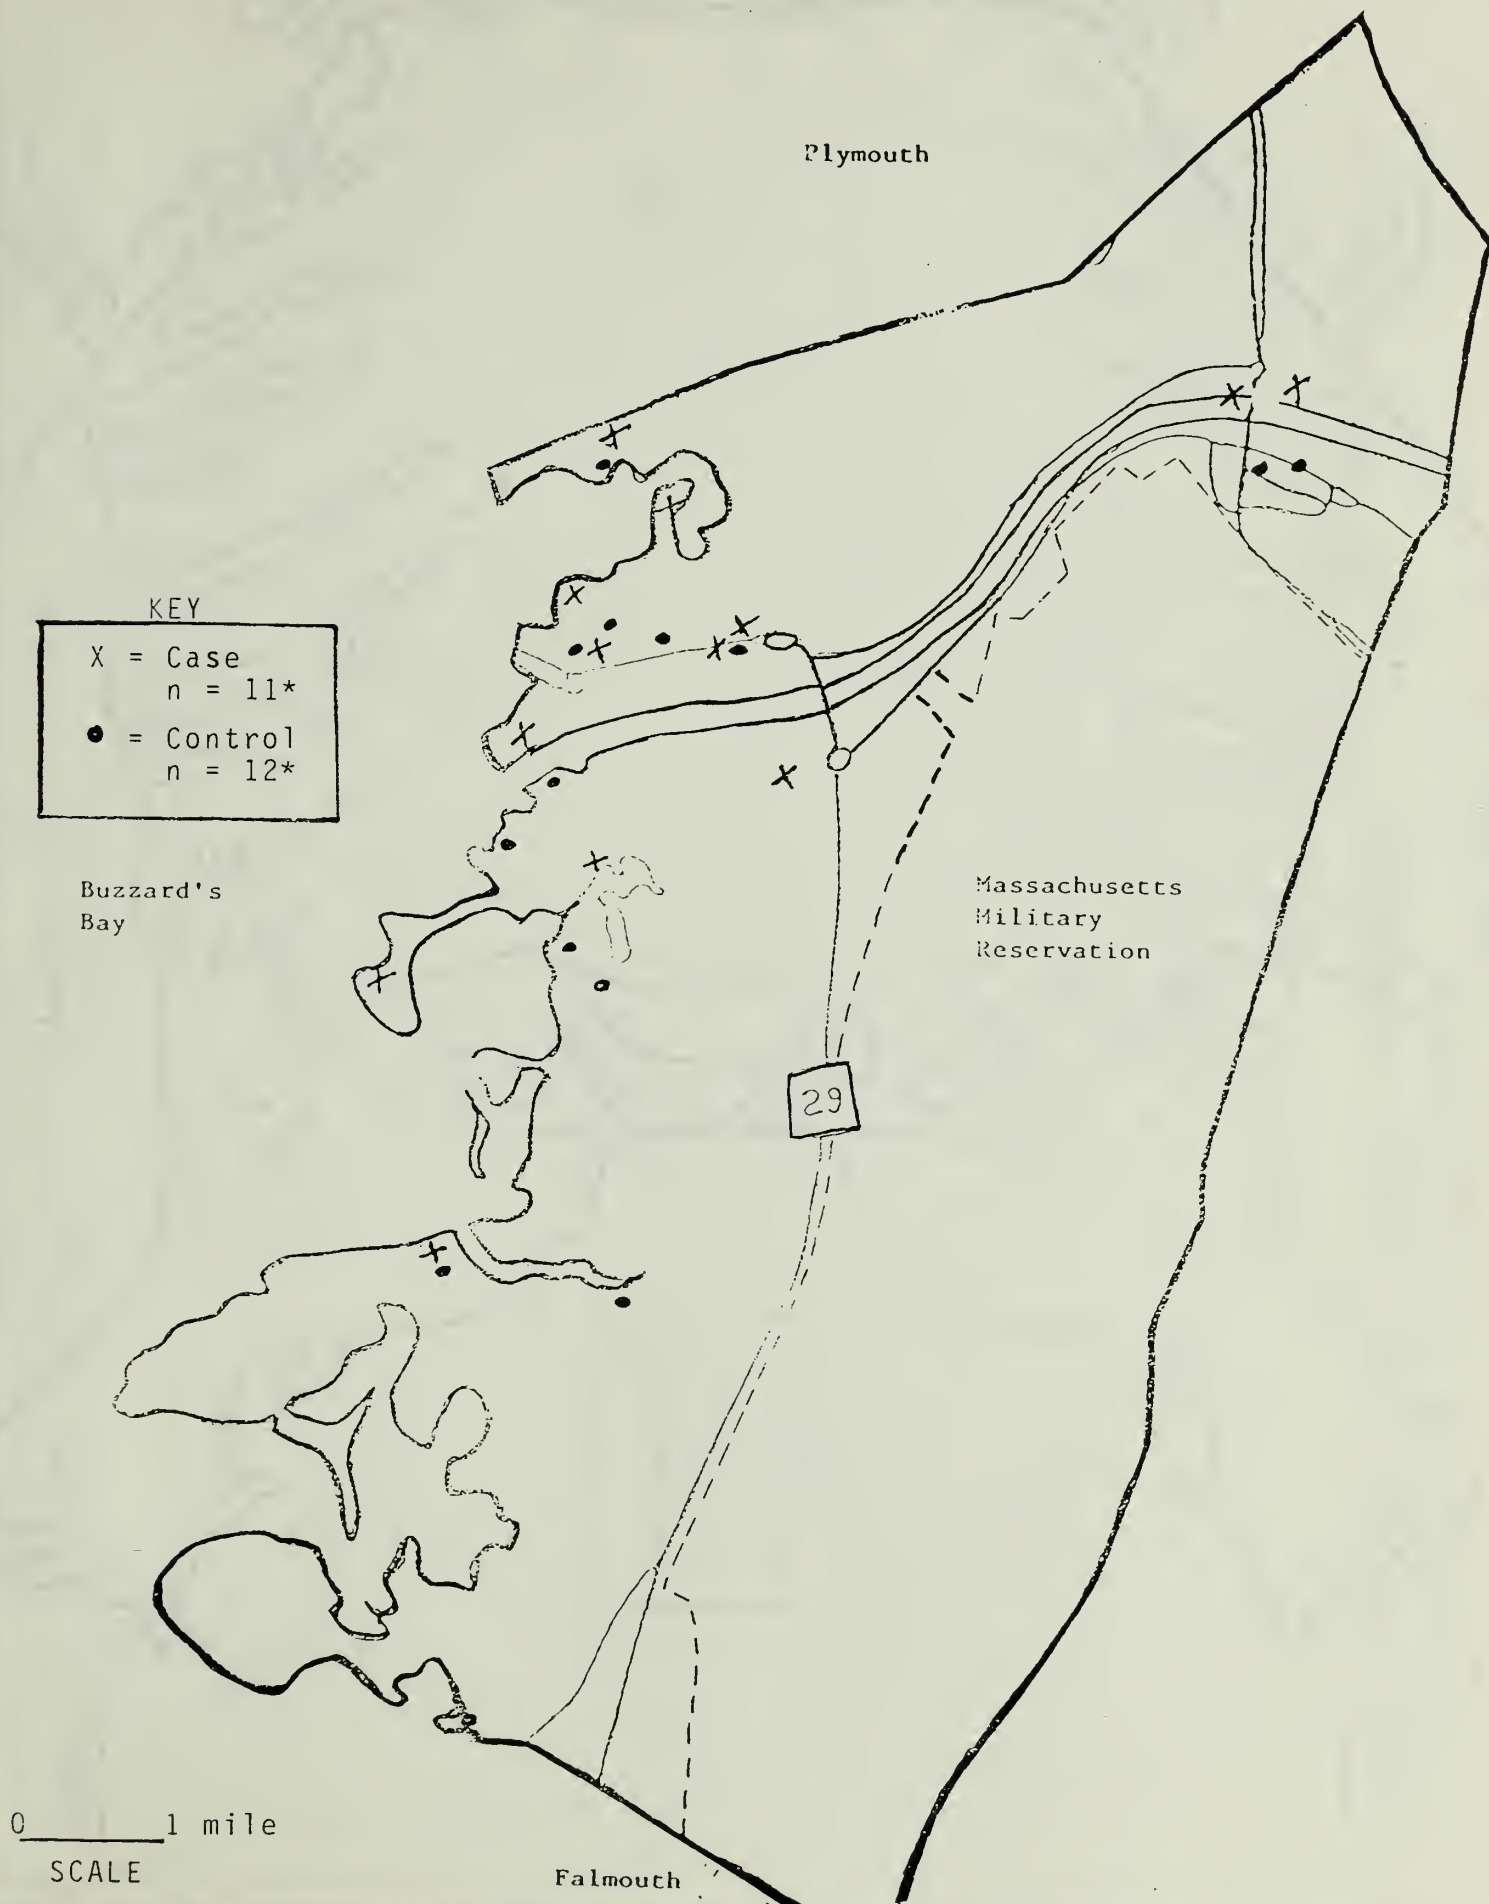 Plymouth
KEY
X = Case
n = 11*
● = Control
n = 12*
Buzzard's
Bay
Massachusetts
Military
Reservation
29
0 1 mile
SCALE
Falmouth